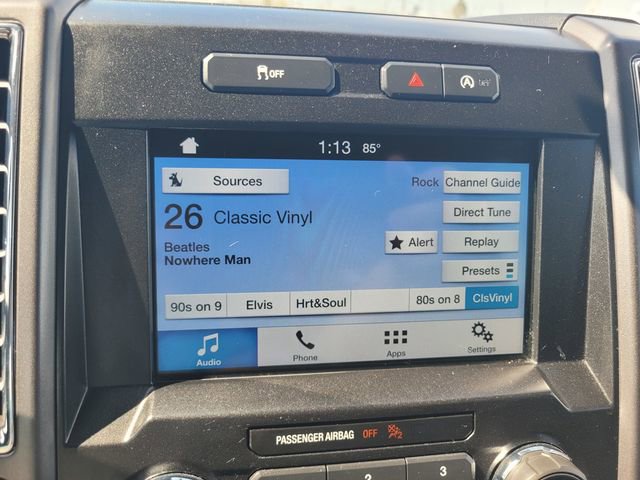 OFF
A OFF
1:13 85°
Sources
Rock Channel Guide
26 Classic Vinyl
Direct Tune
Beatles
Alert Replay
Nowhere Man
Presets
90s on 9 Elvis Hrt&Soul 80s on 8 ClsVinyl
Audio Phone Apps Settings
PASSENGER AIRBAG OFF 2
2 3